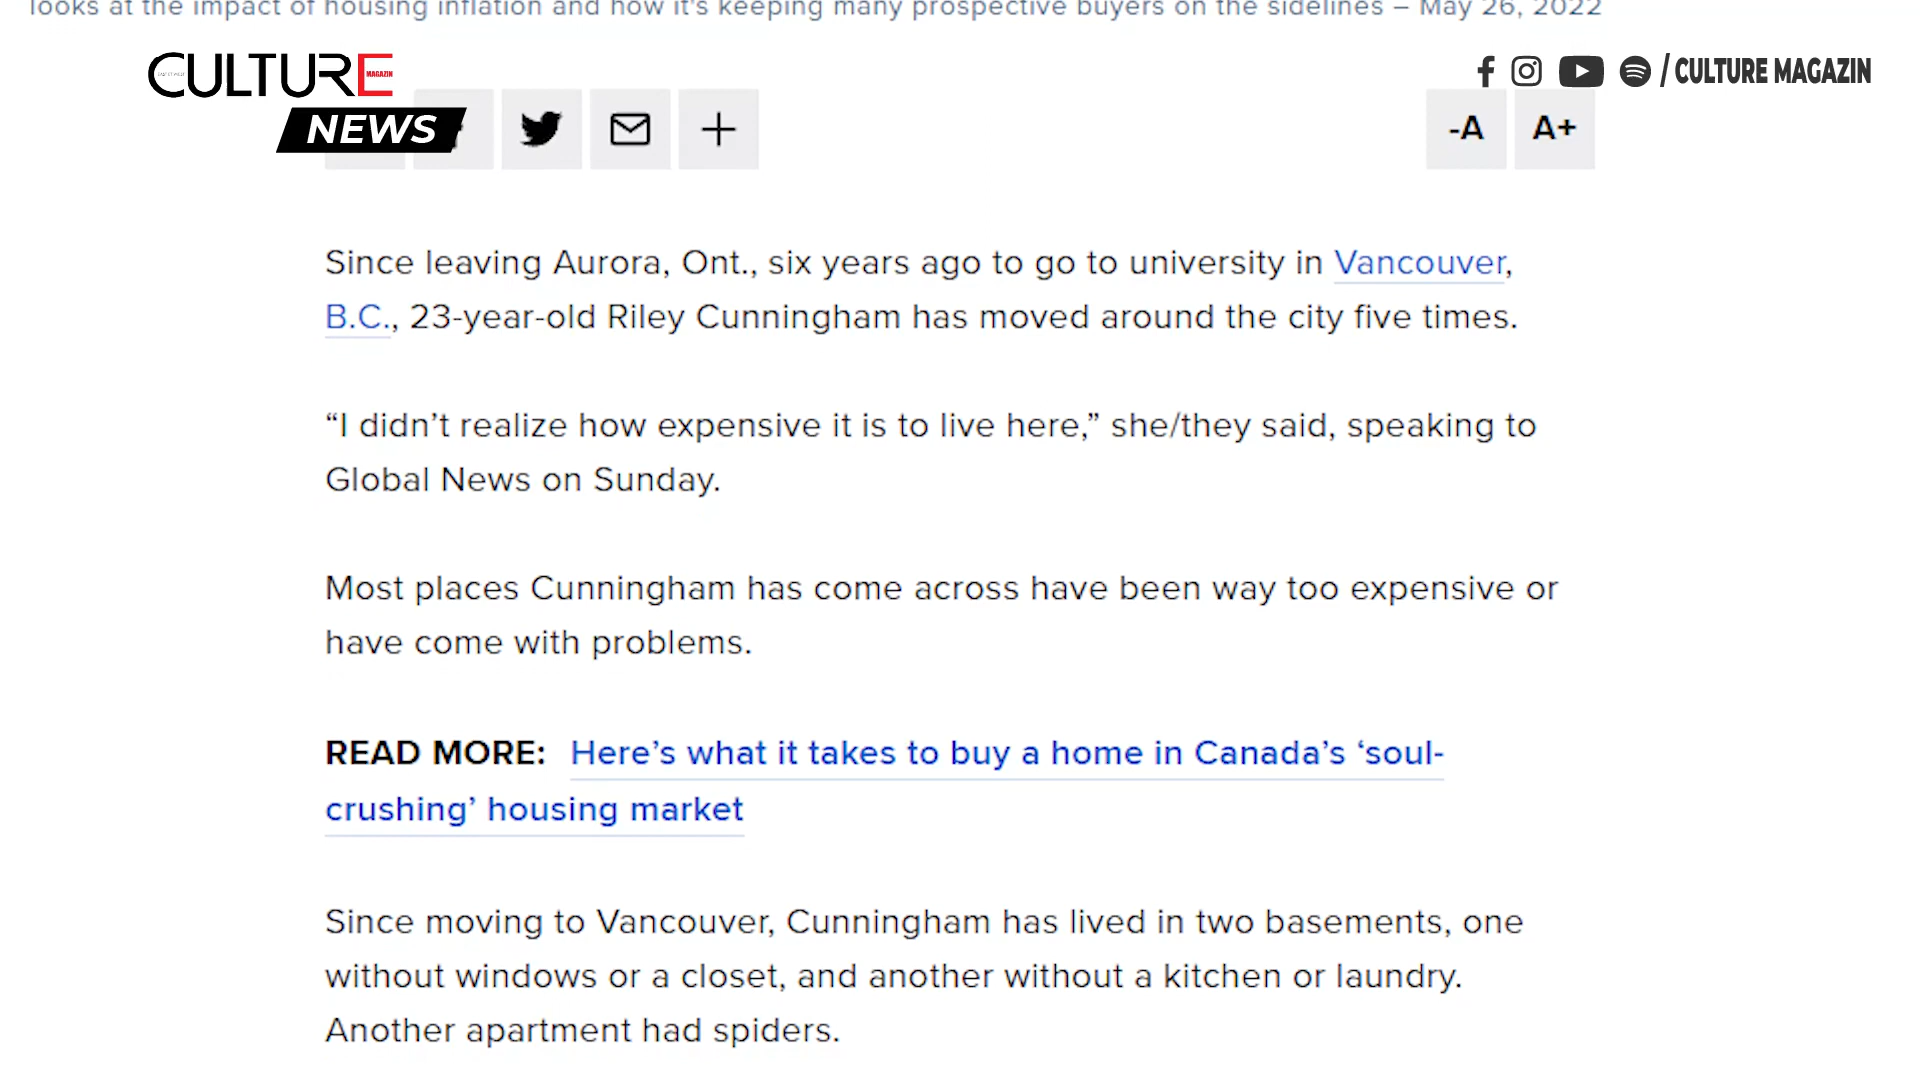 looks at the impact of housing inflation and how it's keeping many prospective buyers on the sidelines – May 26, 2022
CULTURE
MAGAZIN
NEWS
/ CULTURE MAGAZIN
-A A+
Since leaving Aurora, Ont., six years ago to go to university in Vancouver,
B.C., 23-year-old Riley Cunningham has moved around the city five times.
“I didn’t realize how expensive it is to live here,” she/they said, speaking to
Global News on Sunday.
Most places Cunningham has come across have been way too expensive or
have come with problems.
READ MORE: Here’s what it takes to buy a home in Canada’s ‘soul-
crushing’ housing market
Since moving to Vancouver, Cunningham has lived in two basements, one
without windows or a closet, and another without a kitchen or laundry.
Another apartment had spiders.